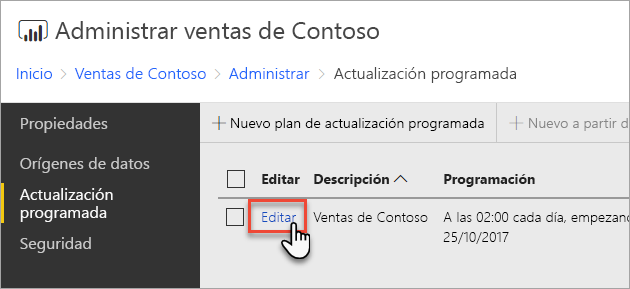 Administrar ventas de Contoso
Inicio > Ventas de Contoso > Administrar > Actualización programada
Propiedades
Orígenes de datos
Actualización
programada
Seguridad
+ Nuevo plan de actualización programada
+ Nuevo a partir d
Editar Descripción Programación
Editar Ventas de Contoso A las 02:00 cada día, empezan
25/10/2017